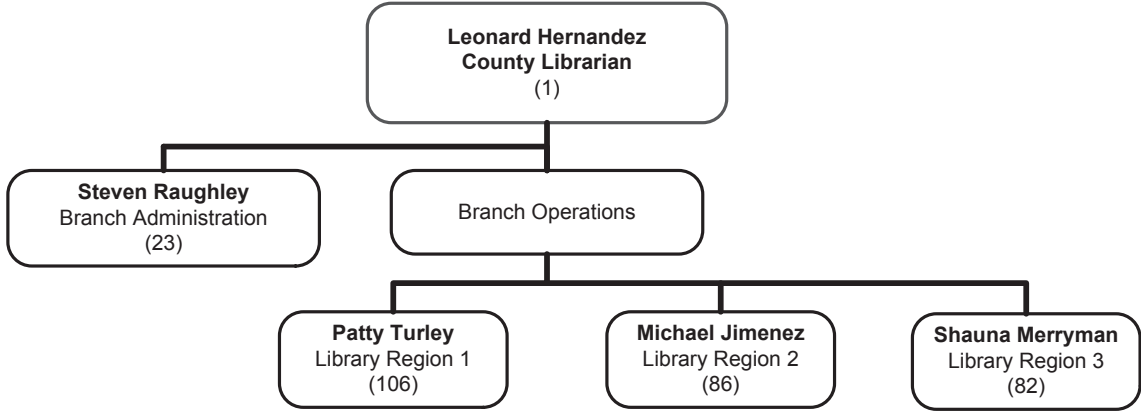 Leonard Hernandez
County Librarian
(1)
Steven Raughley
Branch Administration
(23)
Branch Operations
Patty Turley
Library Region 1
(106)
Michael Jimenez
Library Region 2
(86)
Shauna Merryman
Library Region 3
(82)